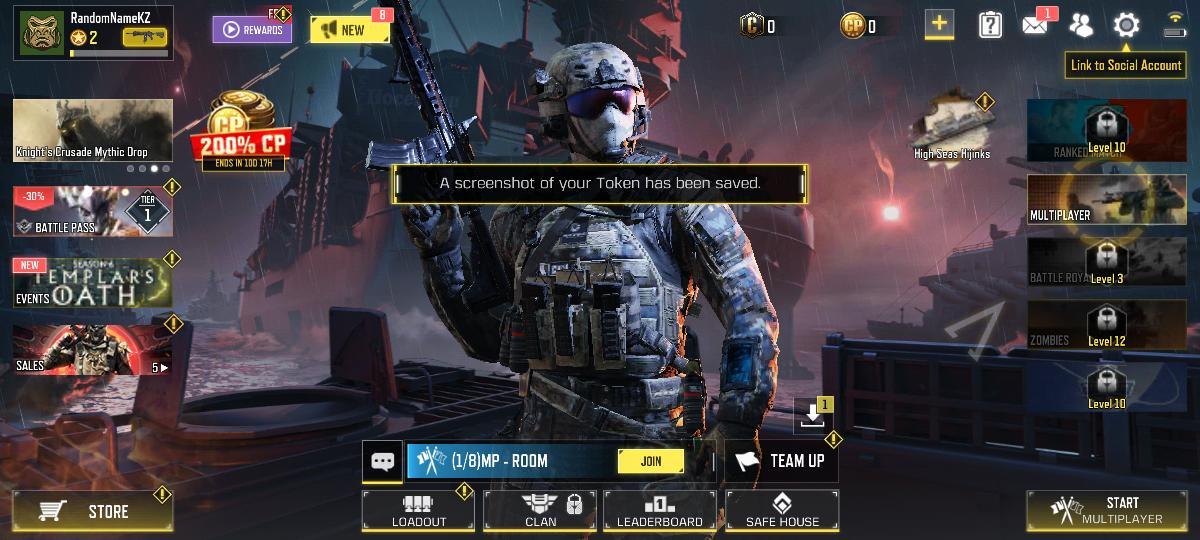 RandomNameKZ
2
REWARDS
NEW
8
0
CP
0
1
Link to Social Account
Knight's Crusade Mythic Drop
CP
200% CP
ENDS IN 10D 17H
High Seas Hijinks
Level 10
A screenshot of your Token has been saved.
-30%
TIER
1
BATTLE PASS
MULTIPLAYER
NEW
SEASON 6
TEMPLAR'S
OATH
EVENTS
BATTLE ROYALE
Level 3
ZOMBIES
Level 12
SALES
5
Level 10
1
(1/8)MP - ROOM
JOIN
TEAM UP
STORE
LOADOUT
CLAN
LEADERBOARD
SAFE HOUSE
START
MULTIPLAYER